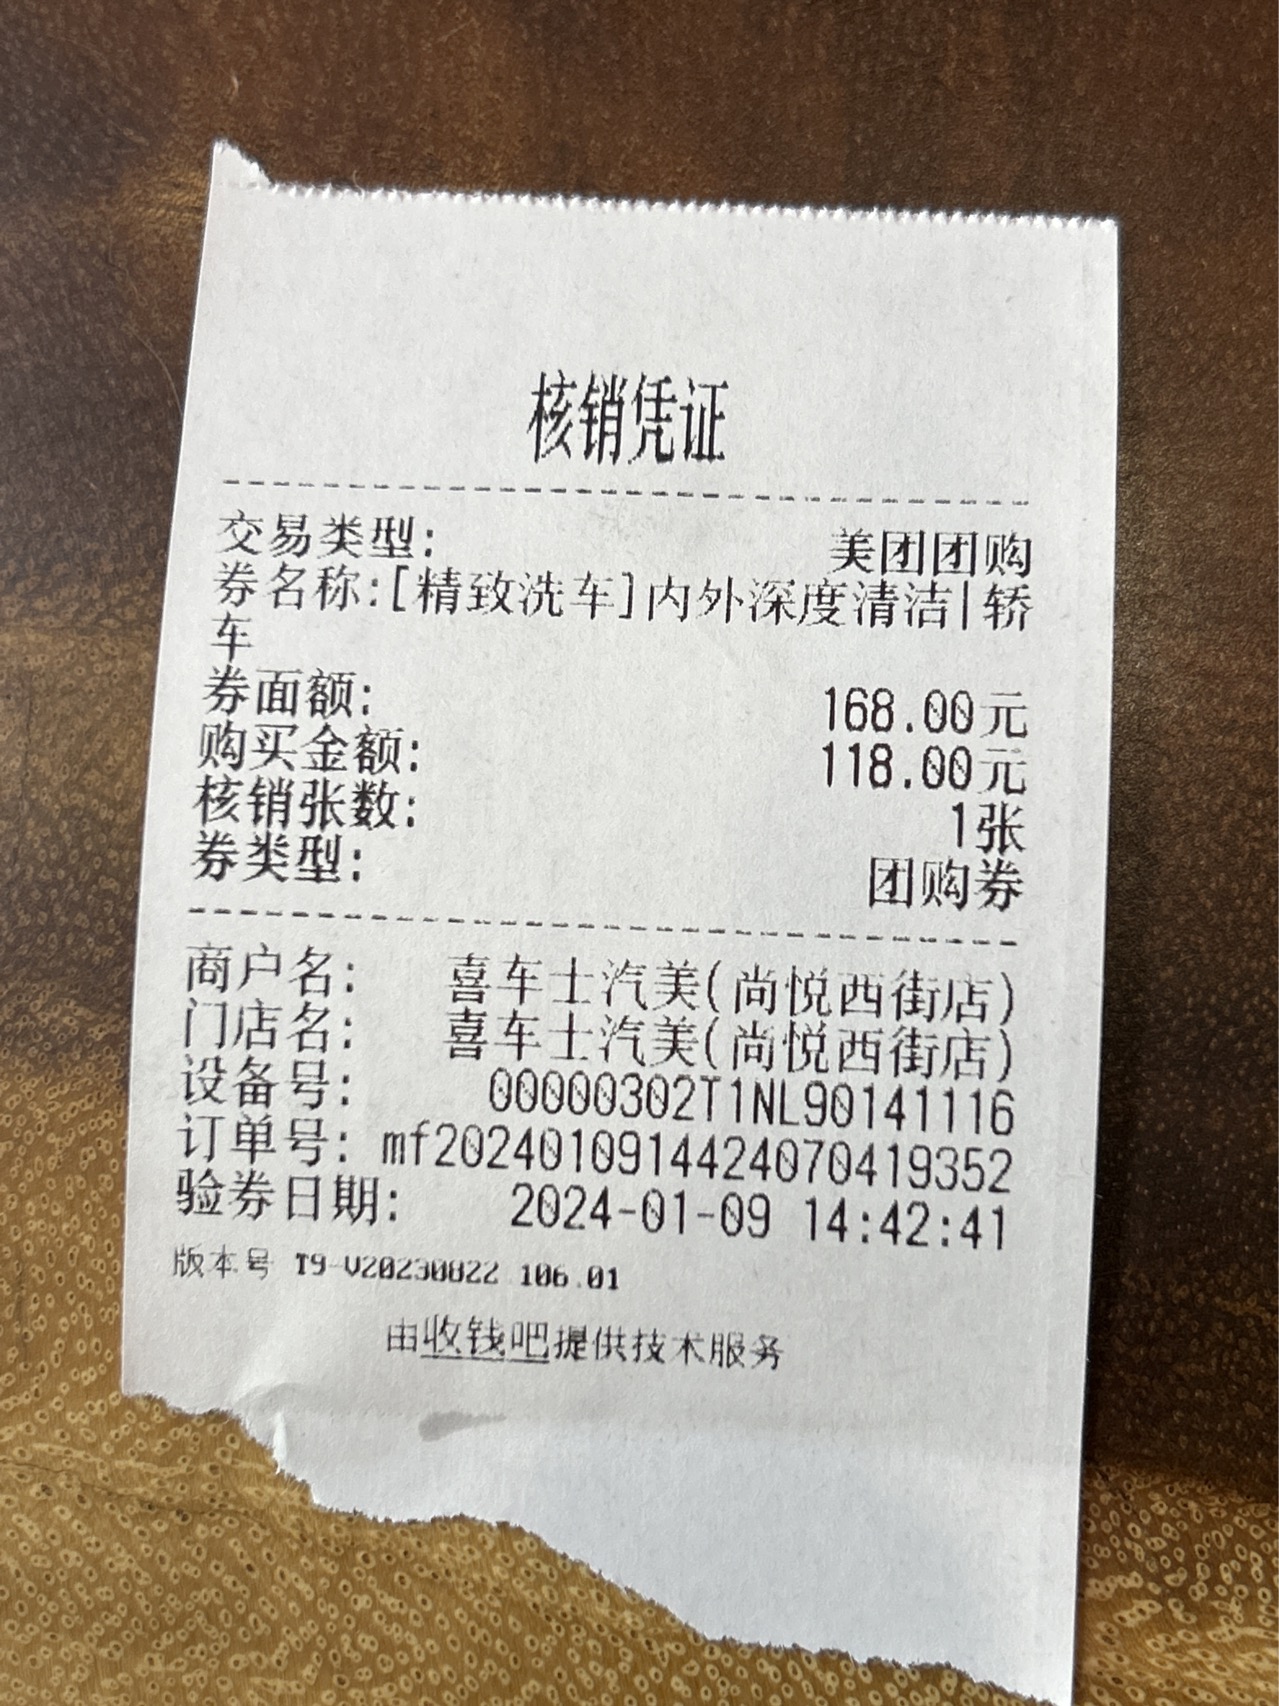 核销凭证
交易类型: 美团团购
券名称:[精致洗车]内外深度清洁|轿
车
券面额: 168.00元
购买金额: 118.00元
核销张数: 1张
券类型: 团购券
商户名: 喜车士汽美(尚悦西街店)
门店名: 喜车士汽美(尚悦西街店)
设备号: 00000302T1NL90141116
订单号: mf20240109144424070419352
验券日期: 2024-01-09 14:42:41
版本号 T9-V20230822 106.01
由收钱吧提供技术服务